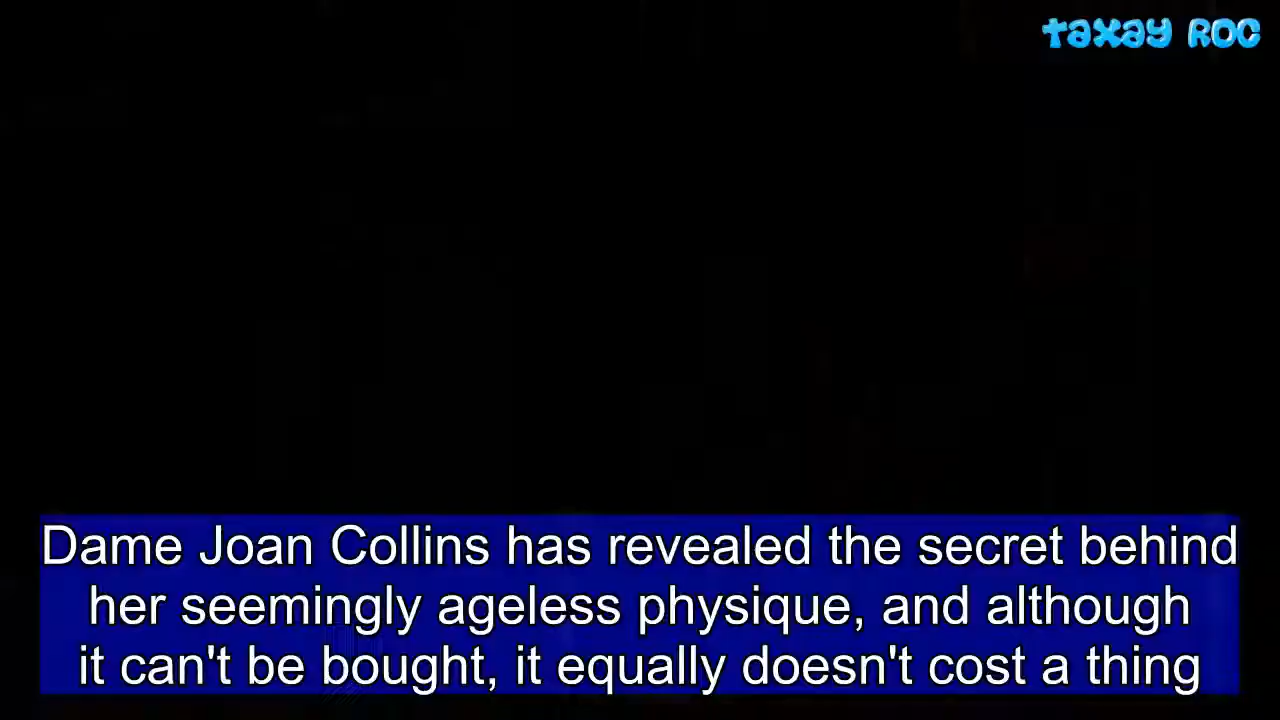 TAXAY ROC
Dame Joan Collins has revealed the secret behind
her seemingly ageless physique, and although
it can't be bought, it equally doesn't cost a thing